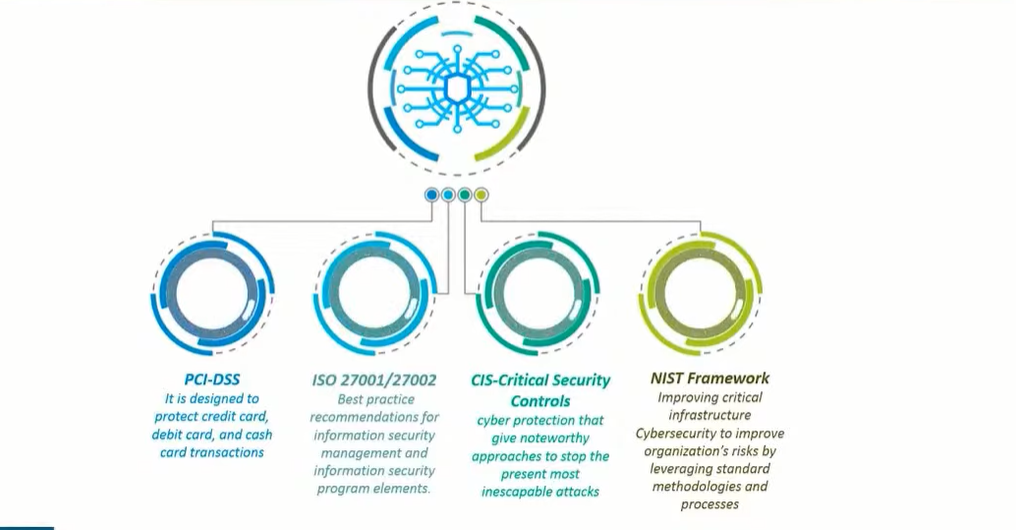 PCI-DSS
It is designed to
protect credit card,
debit card, and cash
card transactions
ISO 27001/27002
Best practice
recommendations for
information security
management and
information security
program elements.
CIS-Critical Security
Controls
cyber protection that
give noteworthy
approaches to stop the
present most
inescapable attacks
NIST Framework
Improving critical
infrastructure
Cybersecurity to improve
organization's risks by
leveraging standard
methodologies and
processes